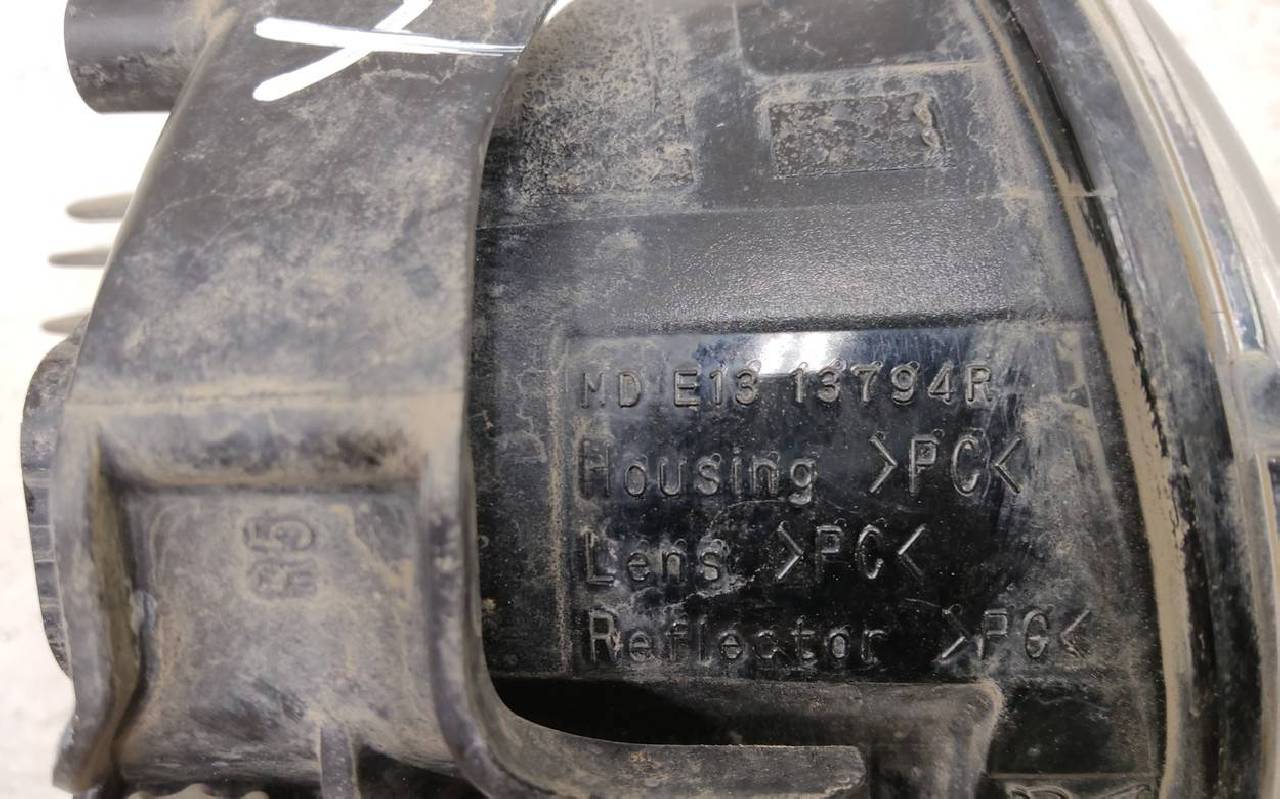 MD E13 13794R
Housing >PC<
Lens >PC<
Reflector >PC<